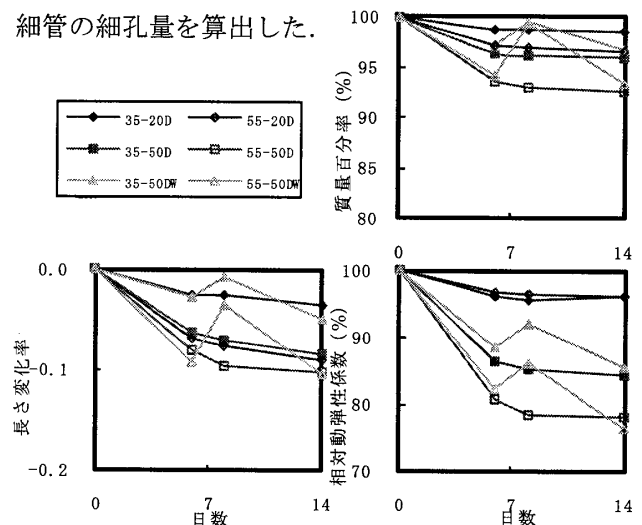 細管の細孔量を算出した.
35-20D 55-20D
35-50D 55-50D
35-50DW 55-50DW
質量百分率 (%)
100
95
90
85
80
0 7 14
長さ変化率
0.0
-0.1
-0.2
0 7 14
日数
相対動弾性係数 (%)
100
90
80
70
0 7 14
日数